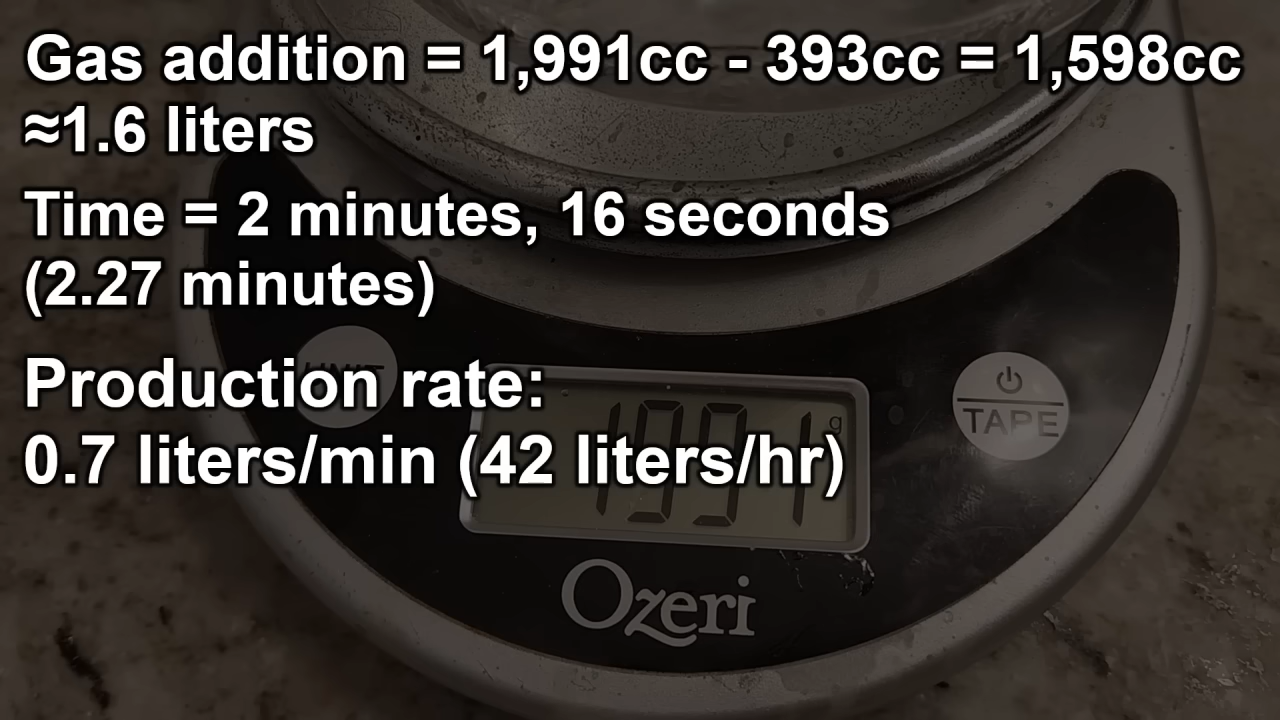 Gas addition = 1,991cc - 393cc = 1,598cc
≈1.6 liters
Time = 2 minutes, 16 seconds
(2.27 minutes)
UNIT
Production rate:
TAPE
1991 g
0.7 liters/min (42 liters/hr)
Ozeri